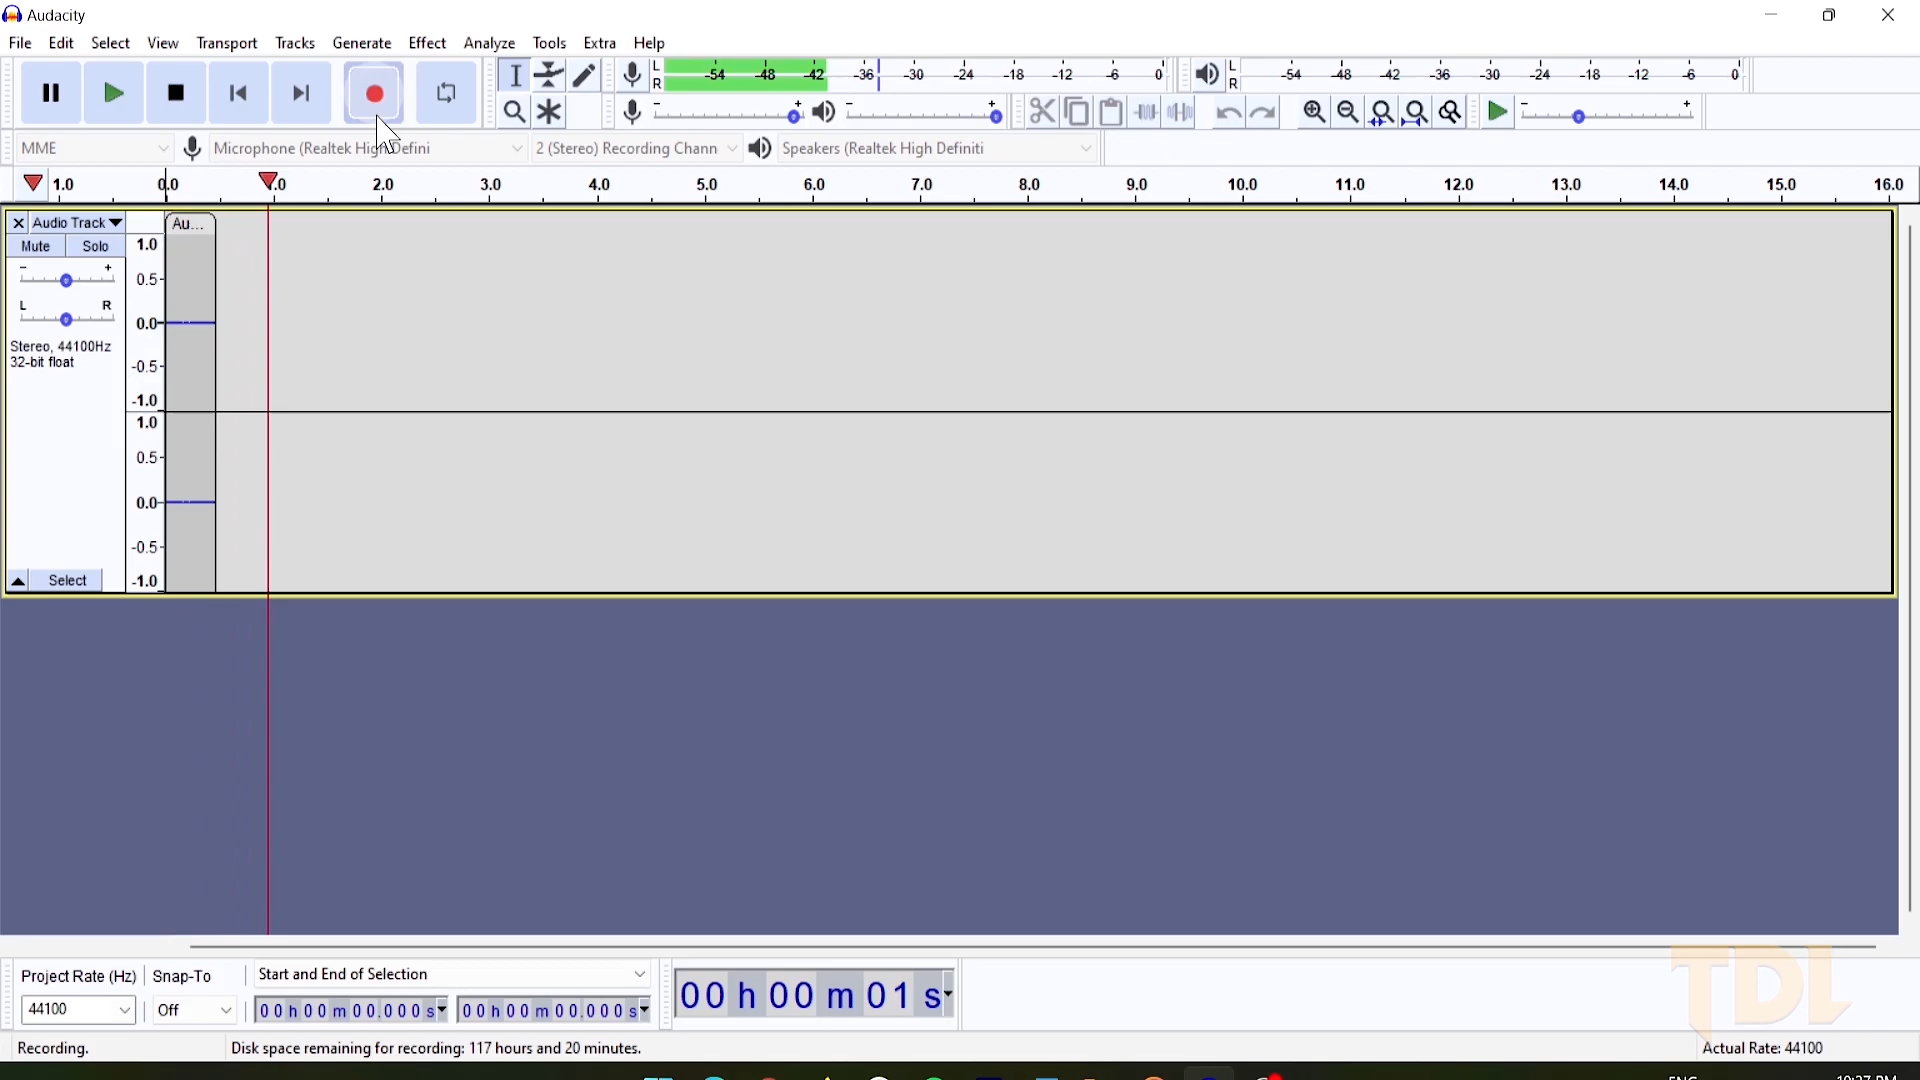 Audacity
File Edit Select View Transport Tracks Generate Effect Analyze Tools Extra Help
L R -54 -48 -42 -36 -30 -24 -18 -12 -6 0
L R -54 -48 -42 -36 -30 -24 -18 -12 -6 0
- + - + - +
MME Microphone (Realtek High Defini 2 (Stereo) Recording Chann Speakers (Realtek High Definiti
1.0 0.0 1.0 2.0 3.0 4.0 5.0 6.0 7.0 8.0 9.0 10.0 11.0 12.0 13.0 14.0 15.0 16.0
Audio Track Au...
Mute Solo
- +
L R
Stereo, 44100Hz
32-bit float
1.0
0.5
0.0
-0.5
-1.0
1.0
0.5
0.0
-0.5
-1.0
Select
Project Rate (Hz) Snap-To Start and End of Selection
44100 Off 00 h 00 m 00.000 s 00 h 00 m 00.000 s
00 h 00 m 01 s
TDL
Recording. Disk space remaining for recording: 117 hours and 20 minutes. Actual Rate: 44100
ENG 10:27 PM